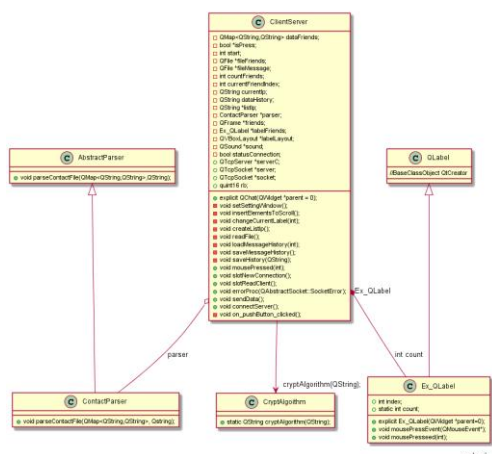 C ClientServer
QMap<QString,QString> dataFriends;
bool *isPress;
int start;
QFile *fileFriends;
QFile *fileMessage;
int countFriends;
int currentFriendIndex;
QString currentIp;
QString dataHistory;
QString *listIp;
ContactParser *parser;
QFrame *friends;
Ex_QLabel *labelFriends;
QVBoxLayout *labelLayout;
QSound *sound;
bool statusConnection;
QTcpServer *serverC;
QTcpSocket *server;
QTcpSocket *socket;
quint16 rls;
explicit QChat(QWidget *parent = 0);
void setSettingWindow();
void insertElementsToScroll();
void changeCurrentLabel(int);
void createListIp();
void readFile();
void loadMessageHistory(int);
void saveMessageHistory();
void saveHistory(QString);
void mousePressed(int);
void slotNewConnection();
void slotReadClient();
void errorProc(QAbstractSocket::SocketError);
void sendData();
void connectServer();
void on_pushButton_clicked();
C AbstractParser
void parseContactFile(QMap<QString,QString>,QString);
C QLabel
//BaseClassObject QtCreator
Ex_QLabel
parser
int count
cryptAlgorithm(QString);
C ContactParser
void parseContactFile(QMap<QString,QString>, Qstring);
C CryptAlgorithm
static QString cryptAlgorithm(QString);
C Ex_QLabel
int index;
static int count;
explicit Ex_QLabel(QWidget *parent=0);
void mousePressEvent(QMouseEvent*);
void mousePresseed(int);